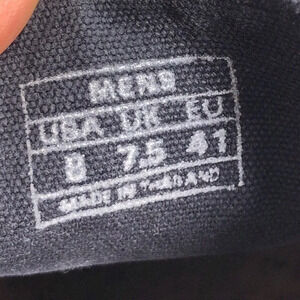 MENS
USA UK EU
8 7.5 41
MADE IN THAILAND